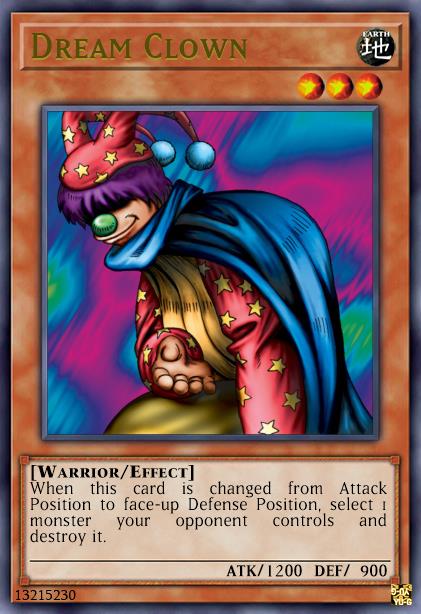 DREAM CLOWN
EARTH
地
[WARRIOR/EFFECT]
When this card is changed from Attack
Position to face-up Defense Position, select 1
monster your opponent controls and
destroy it.
ATK/1200 DEF/ 900
13215230